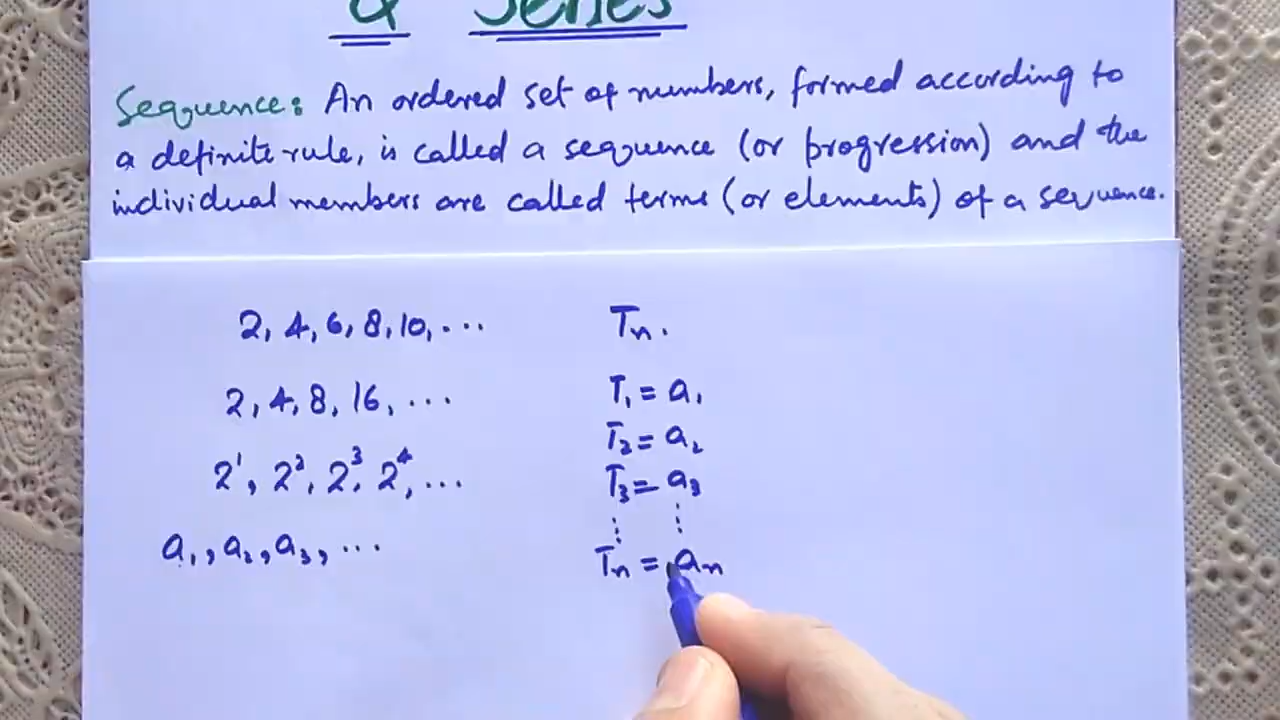 & Series
Sequence: An ordered set of numbers, formed according to
a definite rule, is called a sequence (or progression) and the
individual members are called terms (or elements) of a sequence.
2, 4, 6, 8, 10, ... Tn.
2, 4, 8, 16, ... T₁ = a₁
T₂ = a₂
2¹, 2², 2³, 2⁴, ... T₃ = a₃
a₁, a₂, a₃, ...
Tn = an